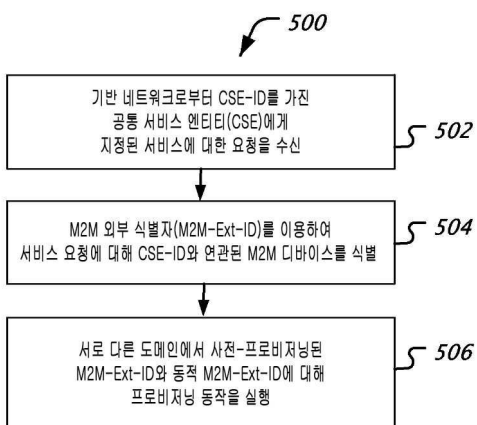 500
기반 네트워크로부터 CSE-ID를 가진
공통 서비스 엔티티(CSE)에게
지정된 서비스에 대한 요청을 수신
502
M2M 외부 식별자(M2M-Ext-ID)를 이용하여
서비스 요청에 대해 CSE-ID와 연관된 M2M 디바이스를 식별
504
서로 다른 도메인에서 사전-프로비저닝된
M2M-Ext-ID와 동적 M2M-Ext-ID에 대해
프로비저닝 동작을 실행
506